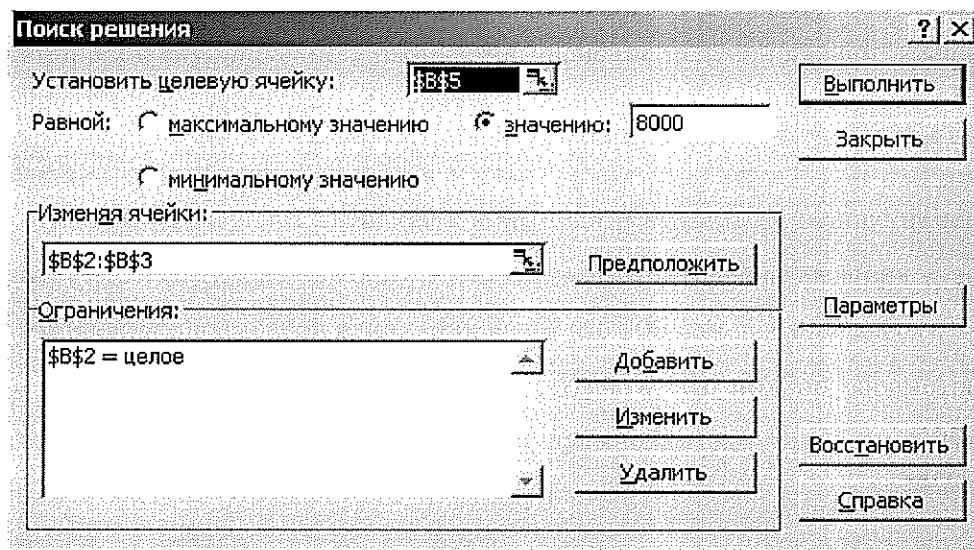 Поиск решения
Установить целевую ячейку: $B$5
Выполнить
Равной: максимальному значению значению: 8000
Закрыть
минимальному значению
Изменяя ячейки:
$B$2:$B$3
Предположить
Параметры
Ограничения:
$B$2 = целое
Добавить
Изменить
Удалить
Восстановить
Справка